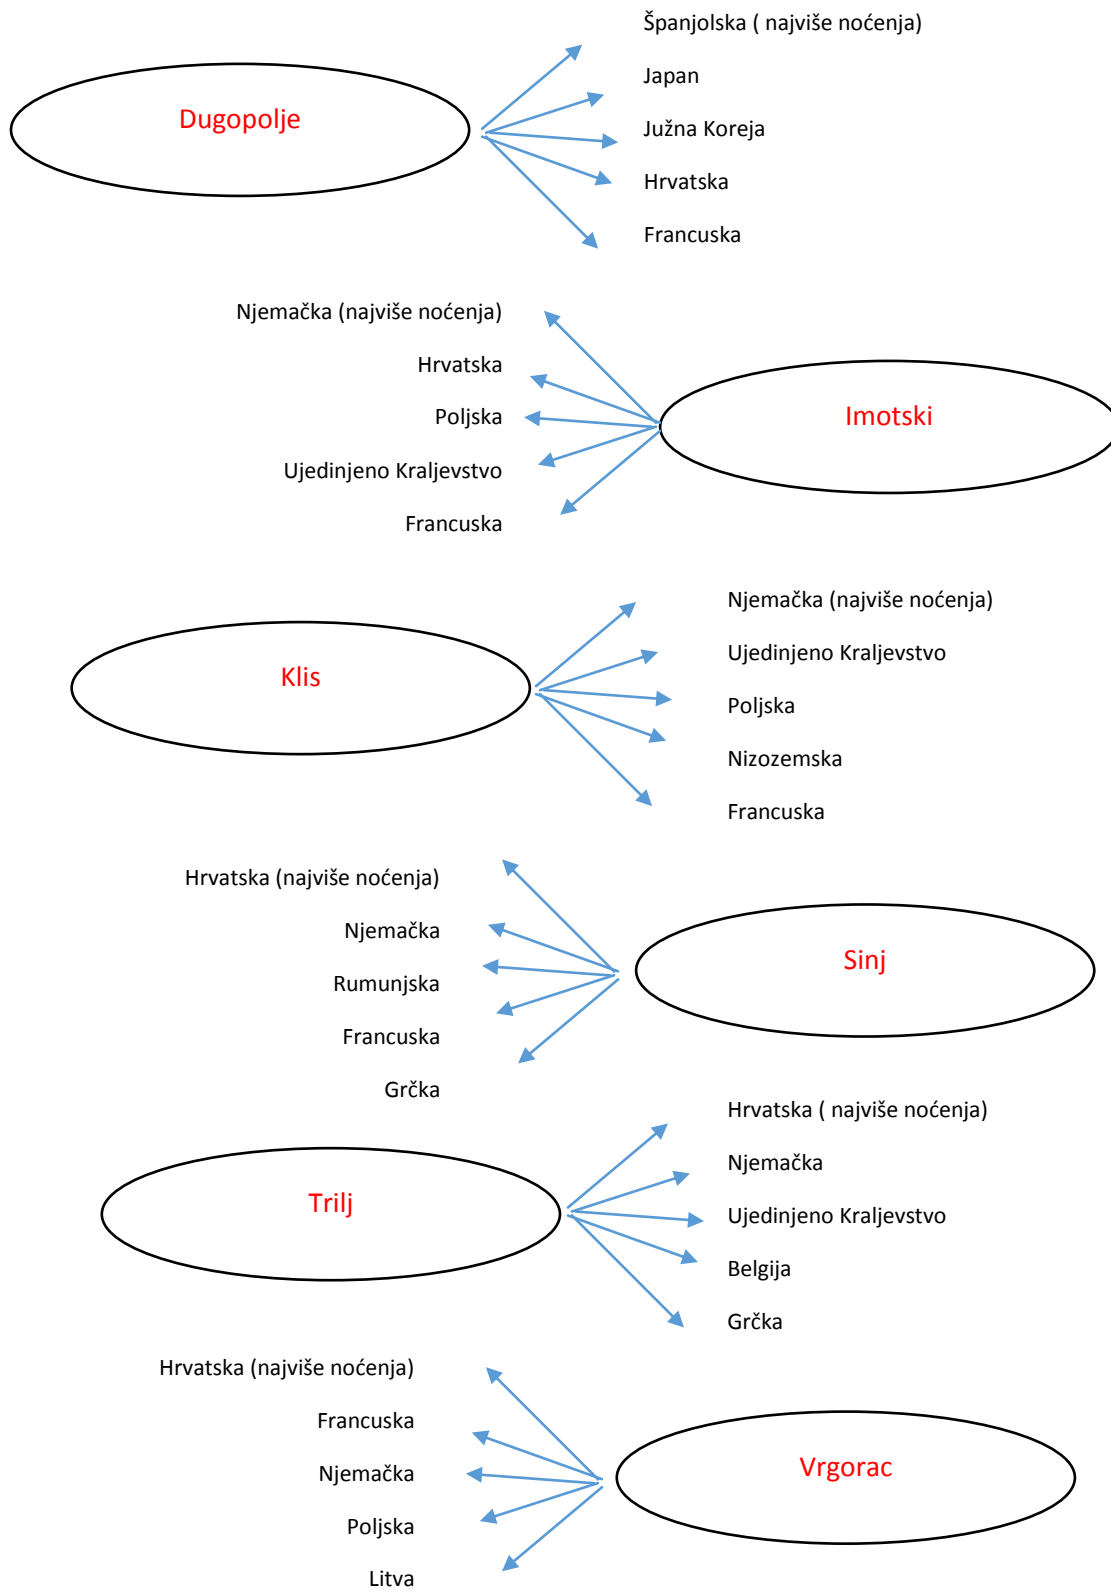 Španjolska ( najviše noćenja)
Dugopolje
Japan
Južna Koreja
Hrvatska
Francuska
Njemačka (najviše noćenja)
Hrvatska
Imotski
Poljska
Ujedinjeno Kraljevstvo
Francuska
Njemačka (najviše noćenja)
Klis
Ujedinjeno Kraljevstvo
Poljska
Nizozemska
Francuska
Hrvatska (najviše noćenja)
Njemačka
Sinj
Rumunjska
Francuska
Grčka
Hrvatska ( najviše noćenja)
Njemačka
Trilj
Ujedinjeno Kraljevstvo
Belgija
Grčka
Hrvatska (najviše noćenja)
Francuska
Vrgorac
Njemačka
Poljska
Litva